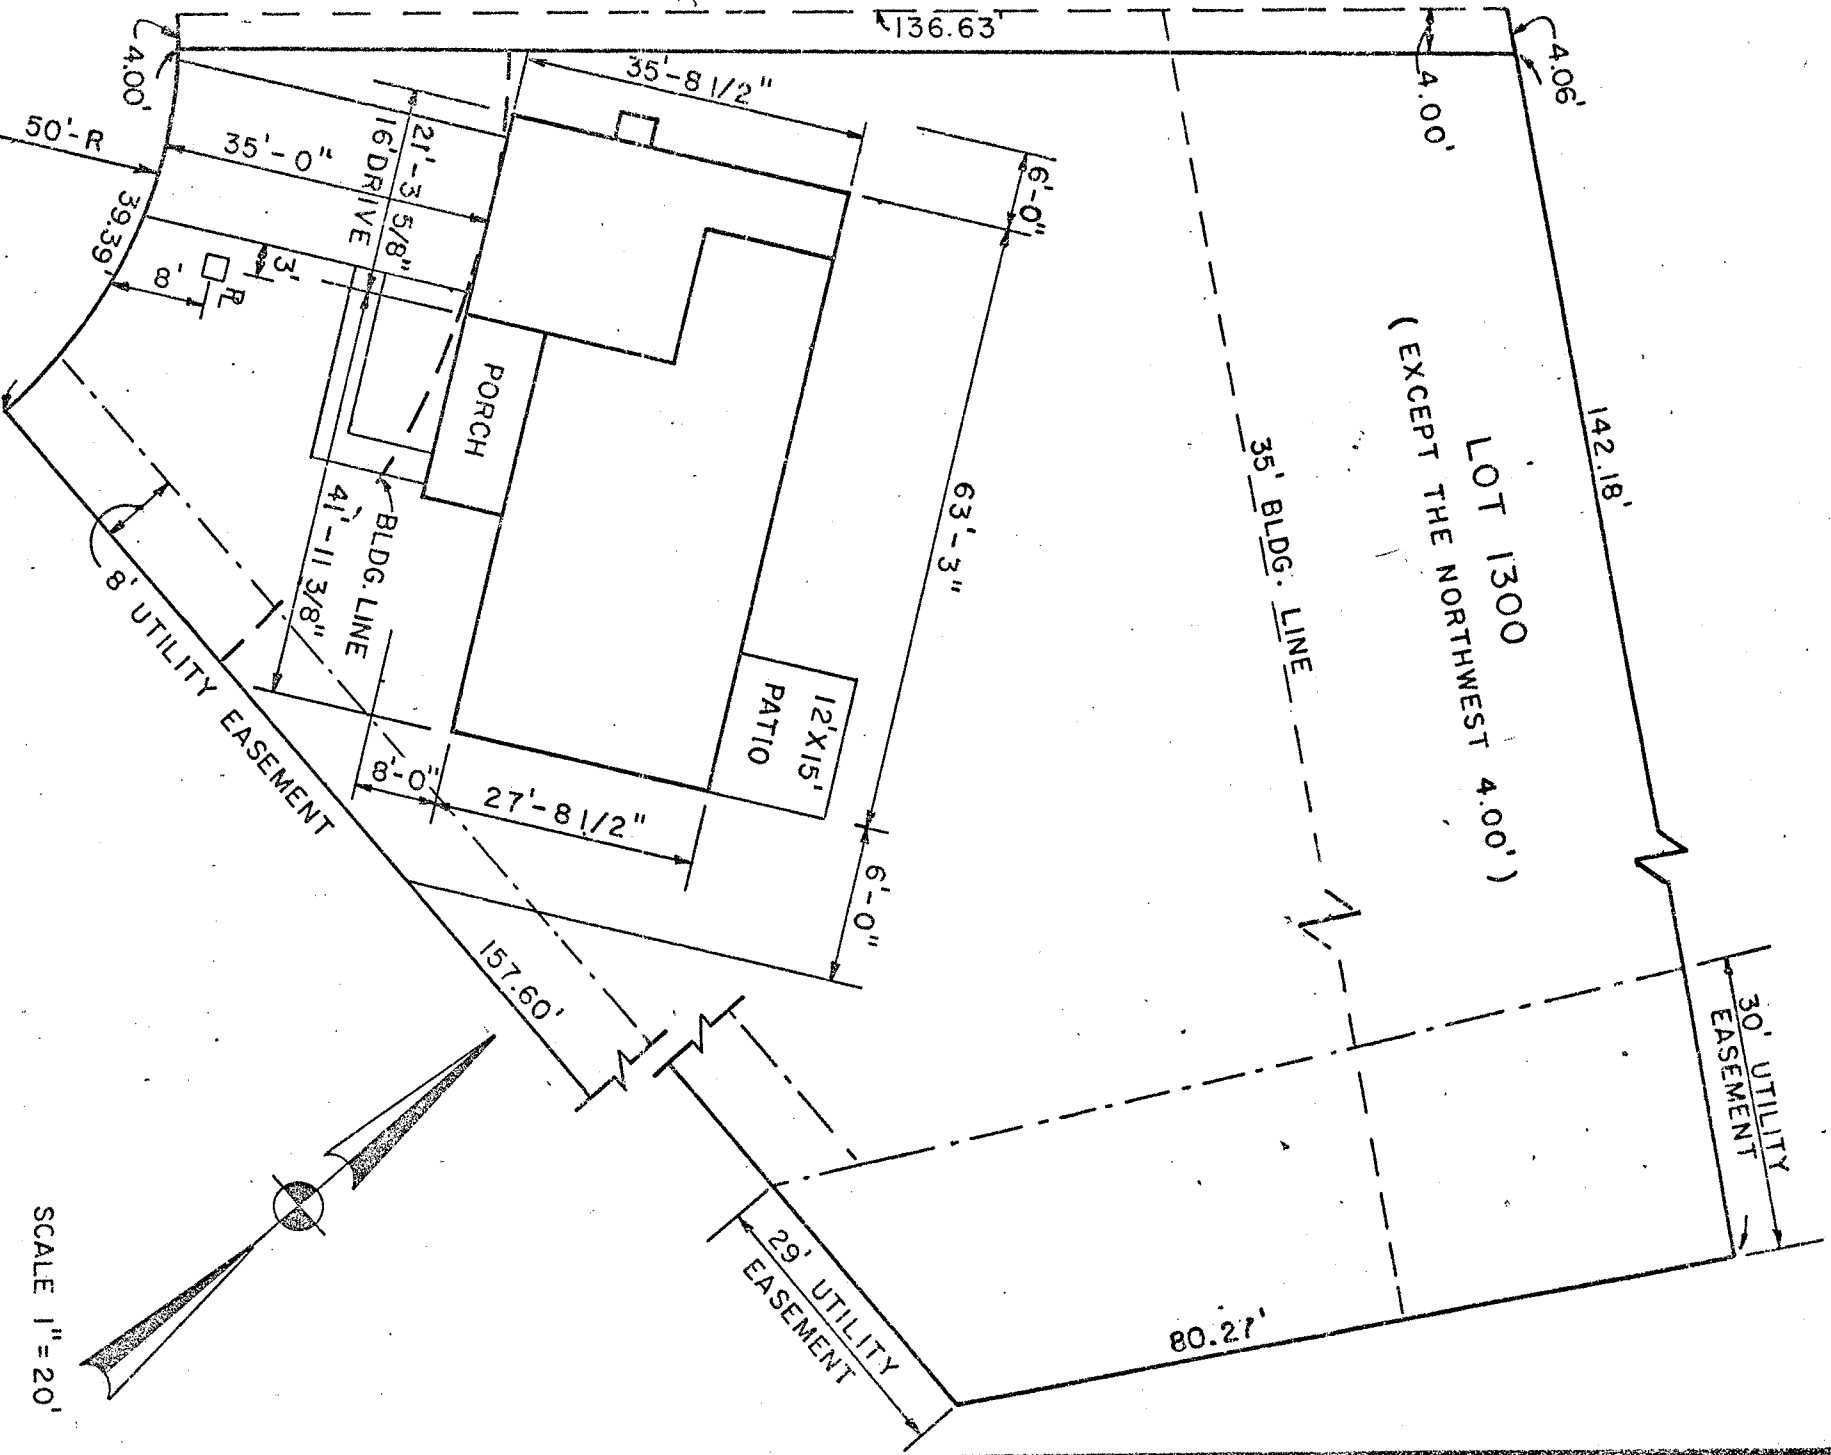 136.63'
4.06'
4.00'
4.00'
35'-8 1/2"
50'-R
35'-0"
21'-3 5/8"
16' DRIVE
6'-0"
39.39'
3'
8'
PL
PORCH
63'-3"
142.18'
LOT 1300
(EXCEPT THE NORTHWEST 4.00')
35' BLDG. LINE
BLDG. LINE
41'-11 3/8"
12'X15'
PATIO
8' UTILITY EASEMENT
8'-0"
27'-8 1/2"
6'-0"
157.60'
30' UTILITY
EASEMENT
29' UTILITY
EASEMENT
80.27'
SCALE 1"=20'